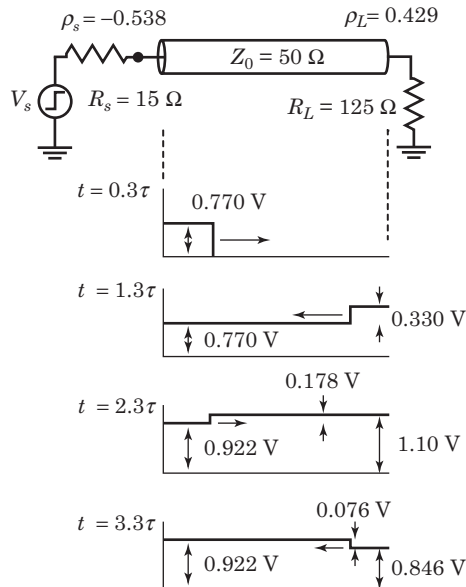 ρs = –0.538
ρL = 0.429
Z0 = 50 Ω
Vs
Rs = 15 Ω
RL = 125 Ω
t = 0.3τ
0.770 V
t = 1.3τ
0.770 V
0.330 V
t = 2.3τ
0.178 V
0.922 V
1.10 V
t = 3.3τ
0.076 V
0.922 V
0.846 V